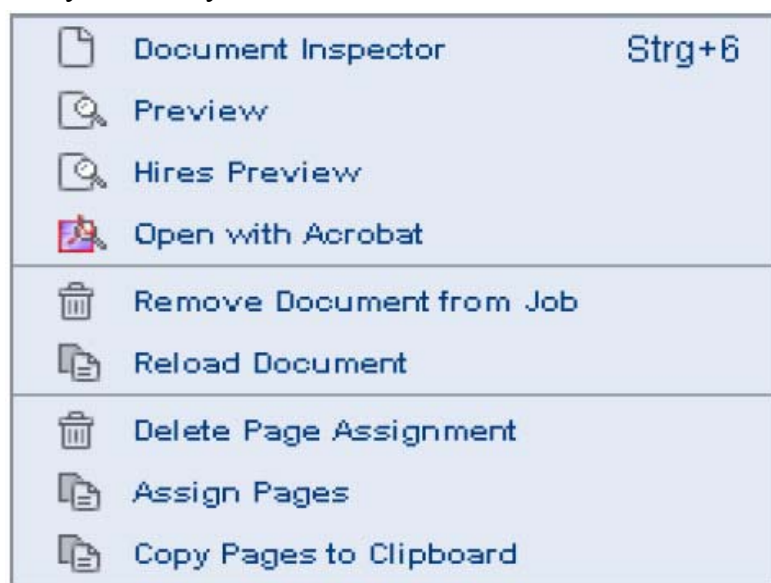 Document Inspector Strg+6
Preview
Hires Preview
Open with Acrobat
Remove Document from Job
Reload Document
Delete Page Assignment
Assign Pages
Copy Pages to Clipboard